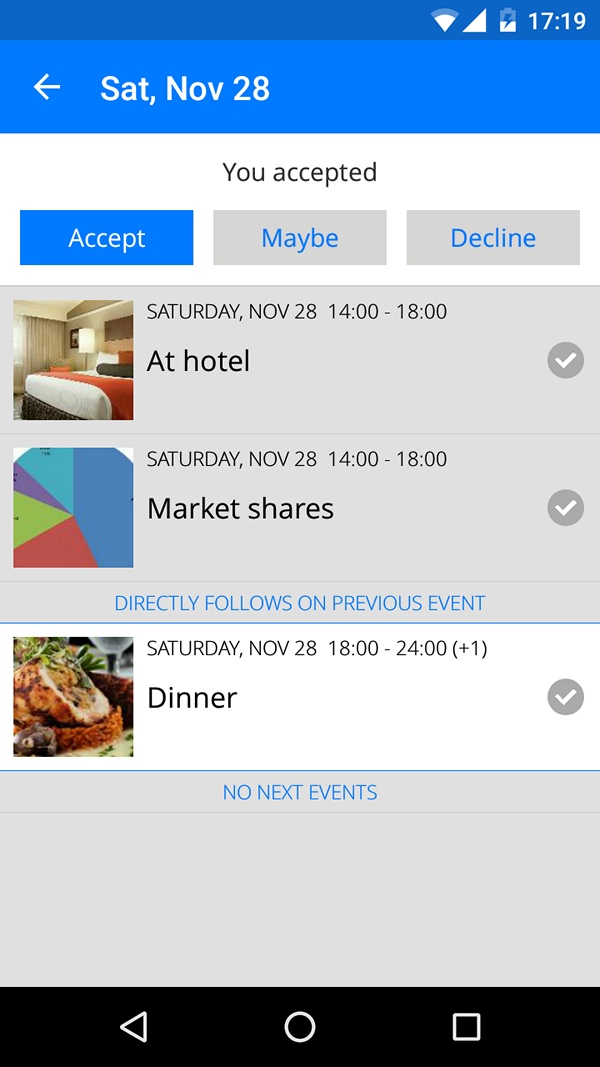 17:19
Sat, Nov 28
You accepted
Accept Maybe Decline
SATURDAY, NOV 28 14:00 - 18:00
At hotel
SATURDAY, NOV 28 14:00 - 18:00
Market shares
DIRECTLY FOLLOWS ON PREVIOUS EVENT
SATURDAY, NOV 28 18:00 - 24:00 (+1)
Dinner
NO NEXT EVENTS